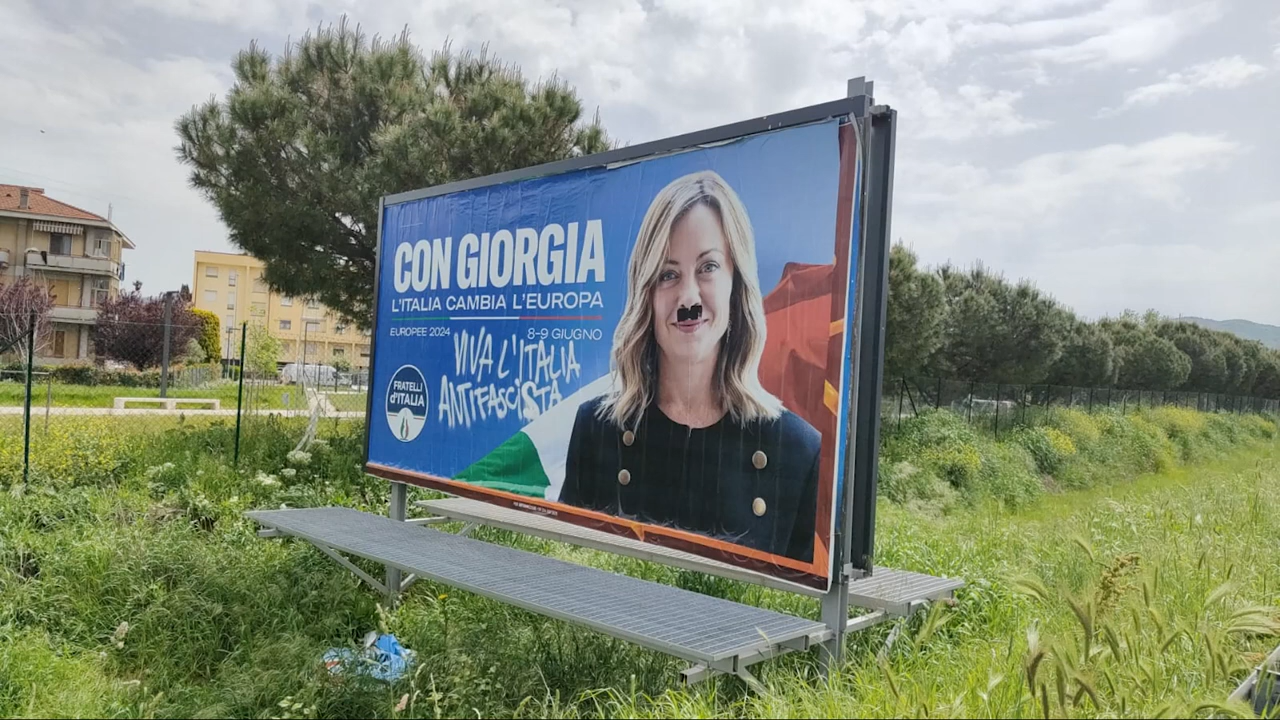 CON GIORGIA
L'ITALIA CAMBIA L'EUROPA
EUROPEE 2024 8-9 GIUGNO
VIVA L'ITALIA
ANTIFASCISTA
FRATELLI
d'ITALIA